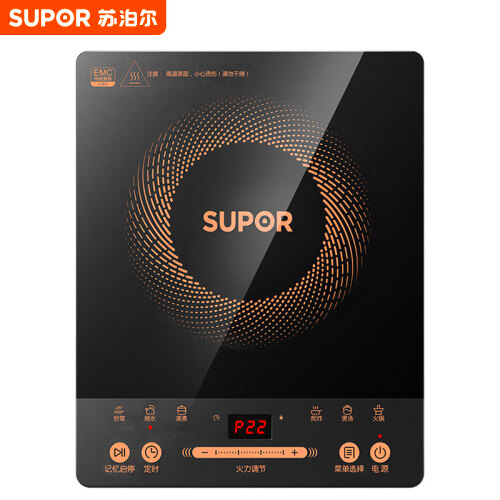 SUPOR 苏泊尔
EMC
注意：高温表面，小心烫伤！请勿干烧！
SUPOR
炒菜 烧水 蒸煮 煎炸 煲汤 火锅
P22
- +
记忆启停 定时 火力调节 菜单选择 电源